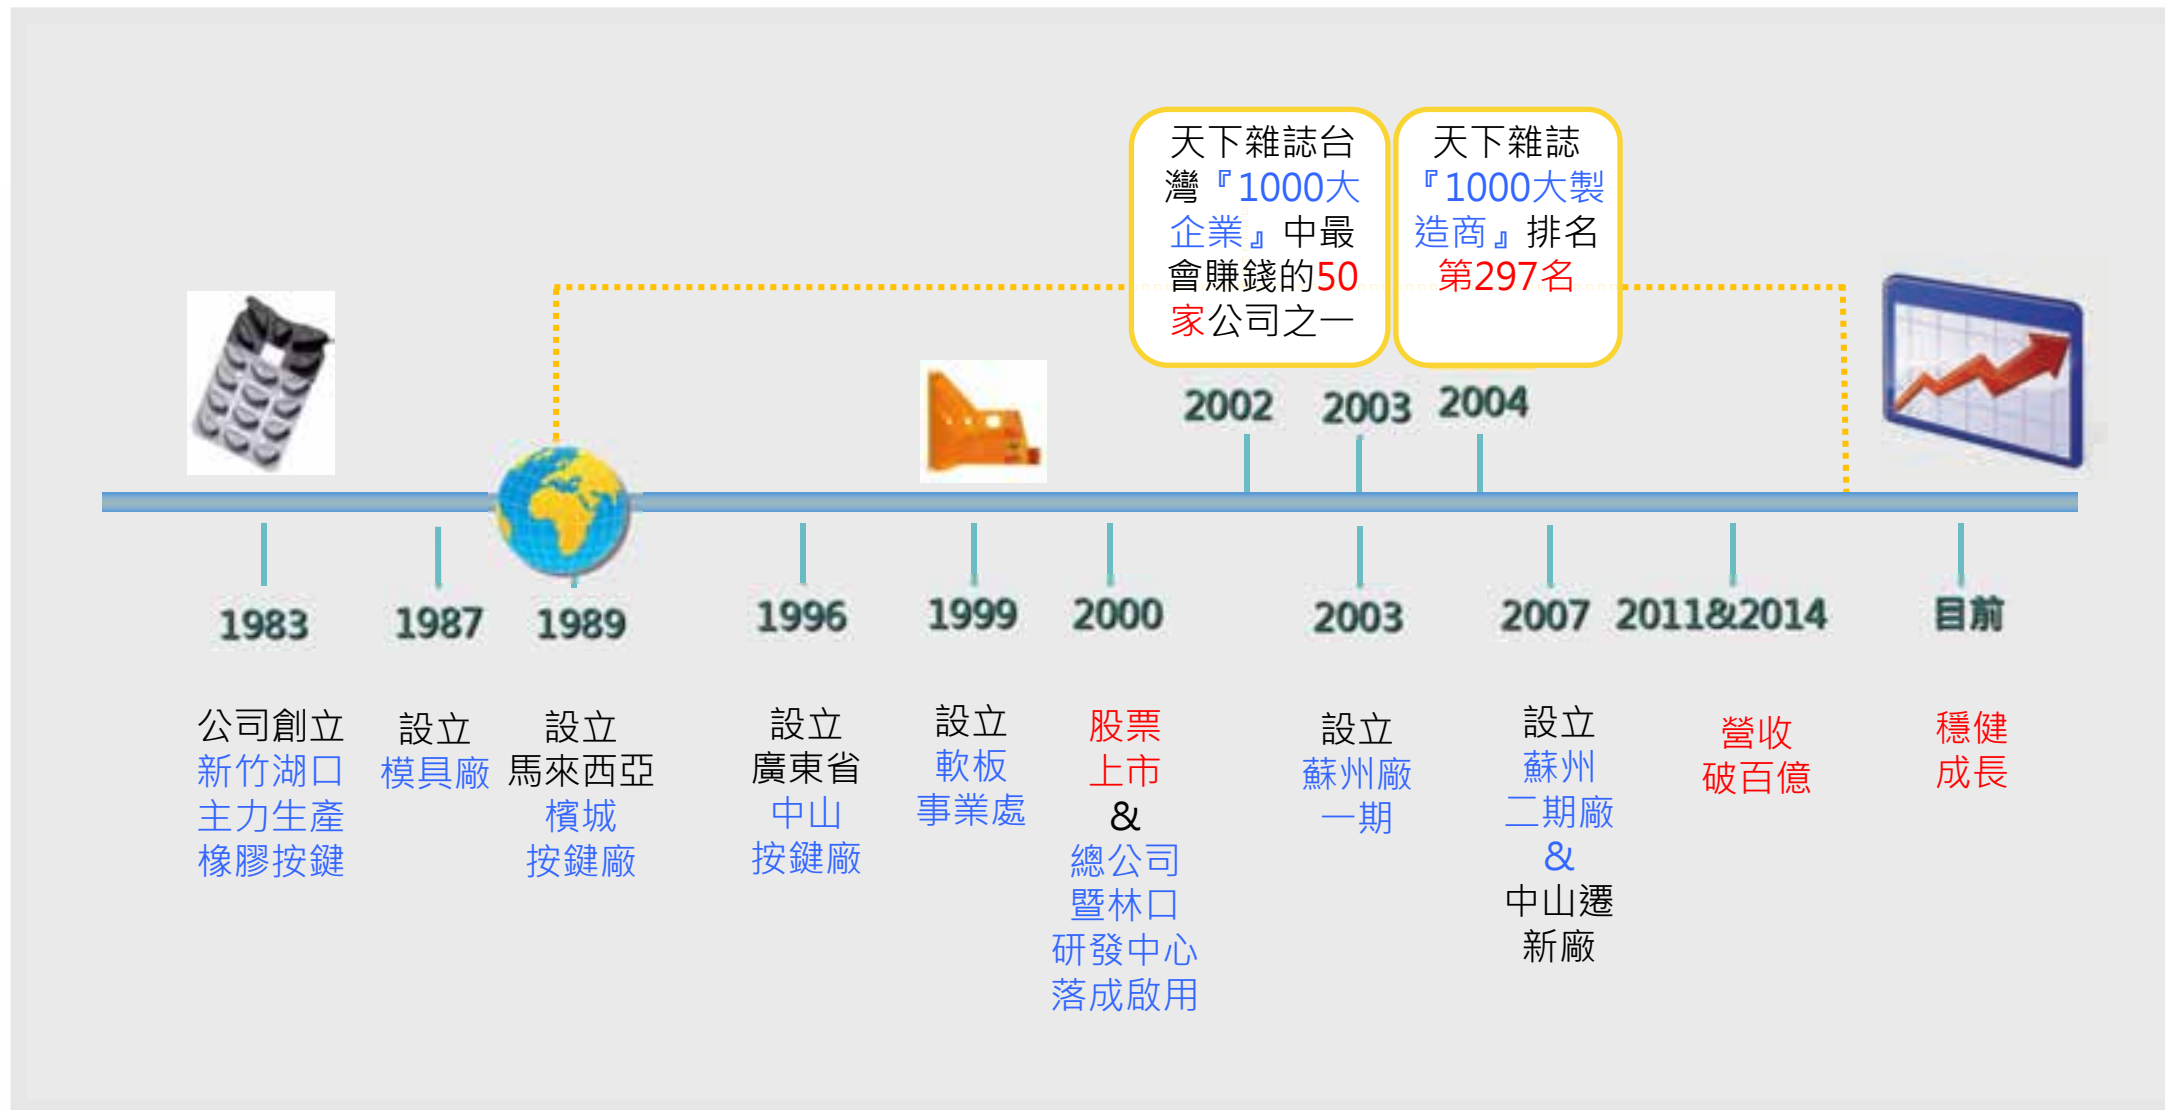 天下雜誌台
灣『1000大
企業』中最
會賺錢的50
家公司之一
天下雜誌
『1000大製
造商』排名
第297名
2002
2003
2004
1983
公司創立
新竹湖口
主力生產
橡膠按鍵
1987
設立
模具廠
1989
設立
馬來西亞
檳城
按鍵廠
1996
設立
廣東省
中山
按鍵廠
1999
設立
軟板
事業處
2000
股票
上市
&
總公司
暨林口
研發中心
落成啟用
2003
設立
蘇州廠
一期
2007
設立
蘇州
二期廠
&
中山遷
新廠
2011&2014
營收
破百億
目前
穩健
成長